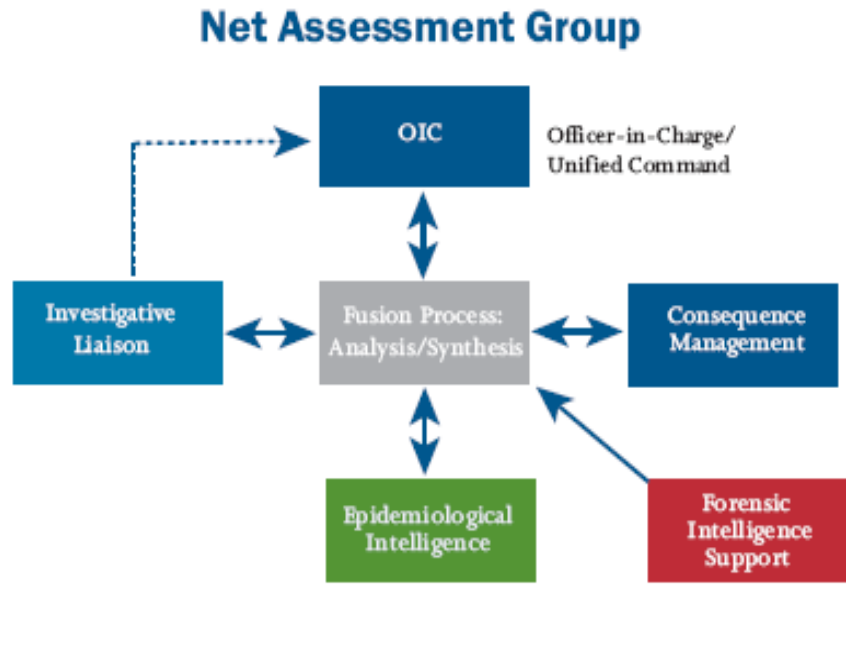 Net Assessment Group
OIC
Officer-in-Charge/
Unified Command
Investigative
Liaison
Fusion Process:
Analysis/Synthesis
Consequence
Management
Epidemiological
Intelligence
Forensic
Intelligence
Support